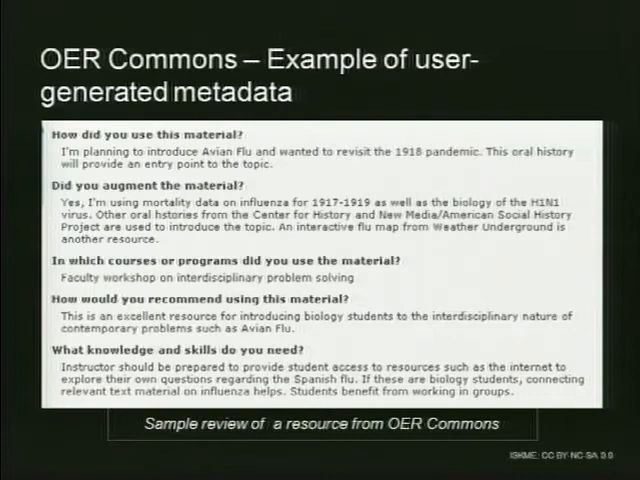 OER Commons – Example of user-
generated metadata
How did you use this material?
I'm planning to introduce Avian Flu and wanted to revisit the 1918 pandemic. This oral history
will provide an entry point to the topic.
Did you augment the material?
Yes, I'm using mortality data on influenza for 1917-1919 as well as the biology of the H1N1
virus. Other oral hstories from the Center for History and New Media/American Social History
Project are used to introduce the topic. An interactive flu map from Weather Underground is
another resource.
In which courses or programs did you use the material?
Faculty workshop on interdisciplinary problem solving
How would you recommend using this material?
This is an excellent resource for introducing biology students to the interdisciplinary nature of
contemporary problems such as Avian Flu.
What knowledge and skills do you need?
Instructor should be prepared to provide student access to resources such as the internet to
explore their own questions regarding the Spanish flu. If these are biology students, connecting
relevant text material on influenza helps. Students benefit from working in groups.
Sample review of a resource from OER Commons
ISKME: CC BY-NC-SA 3.0